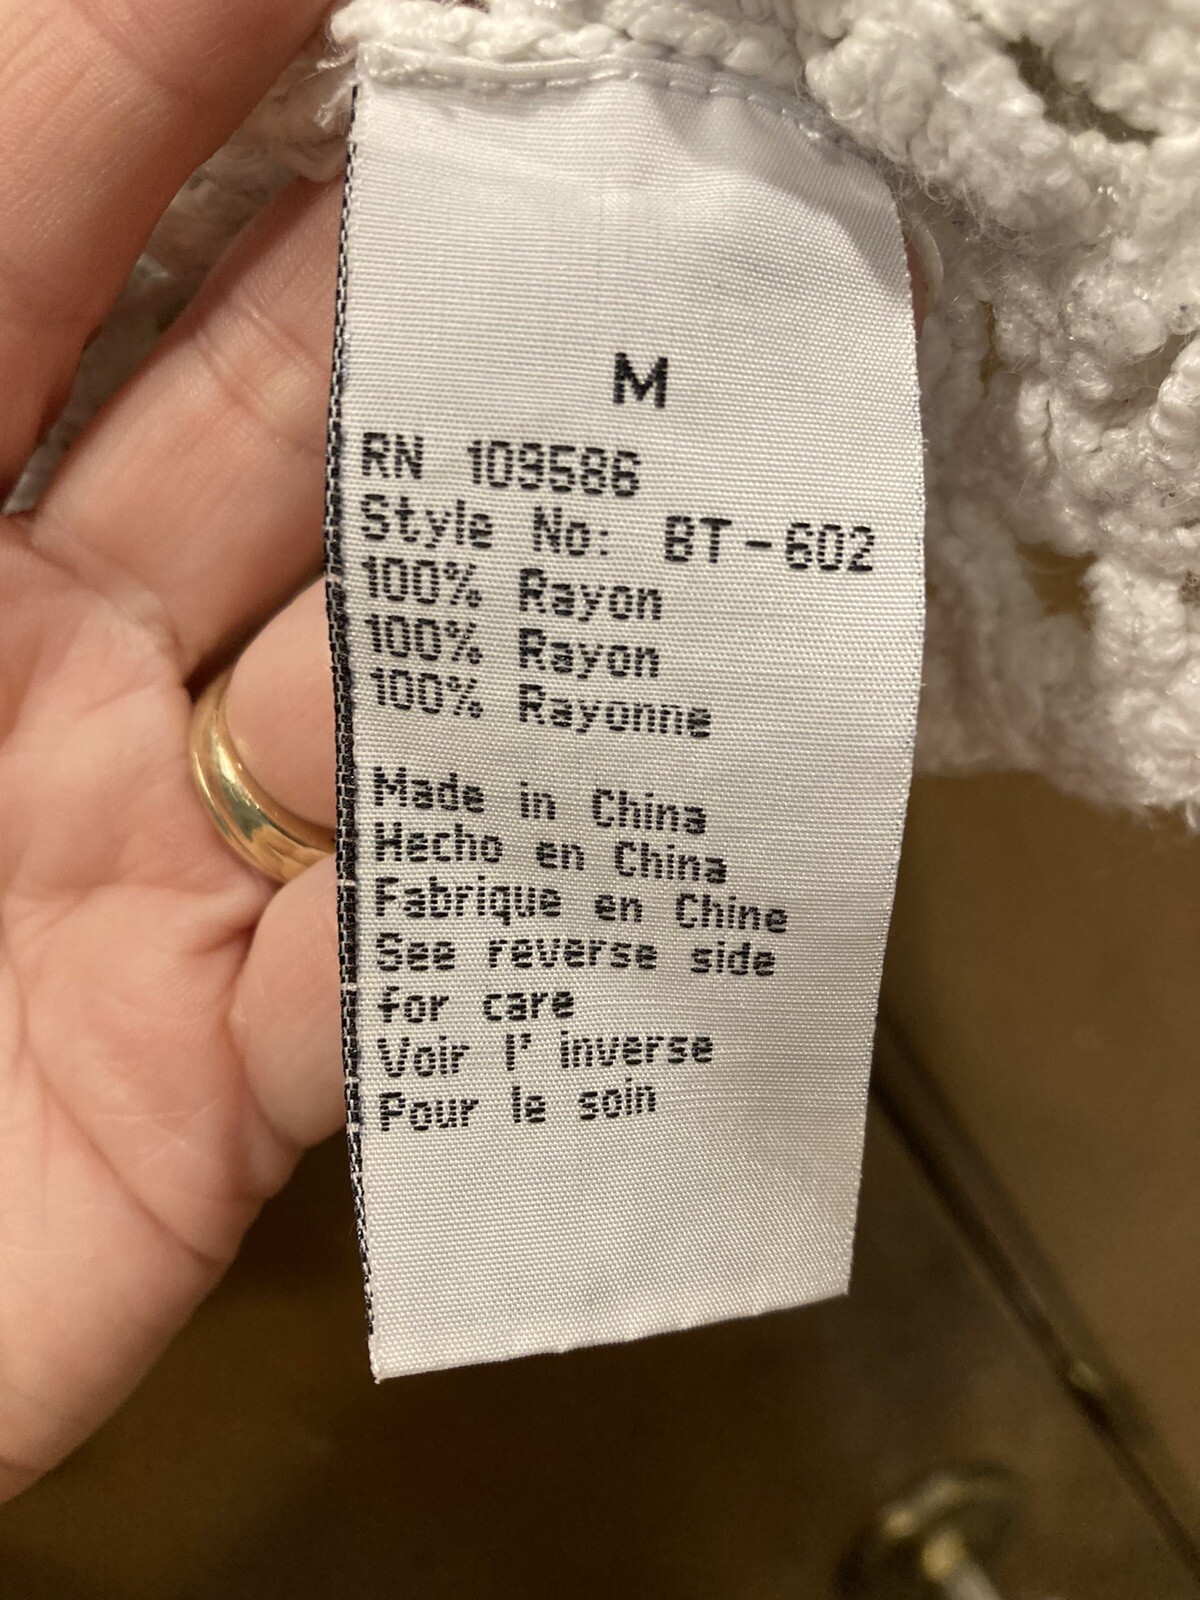 M
RN 109586
Style No: BT-602
100% Rayon
100% Rayon
100% Rayonne
Made in China
Hecho en China
Fabrique en Chine
See reverse side
for care
Voir l' inverse
Pour le soin